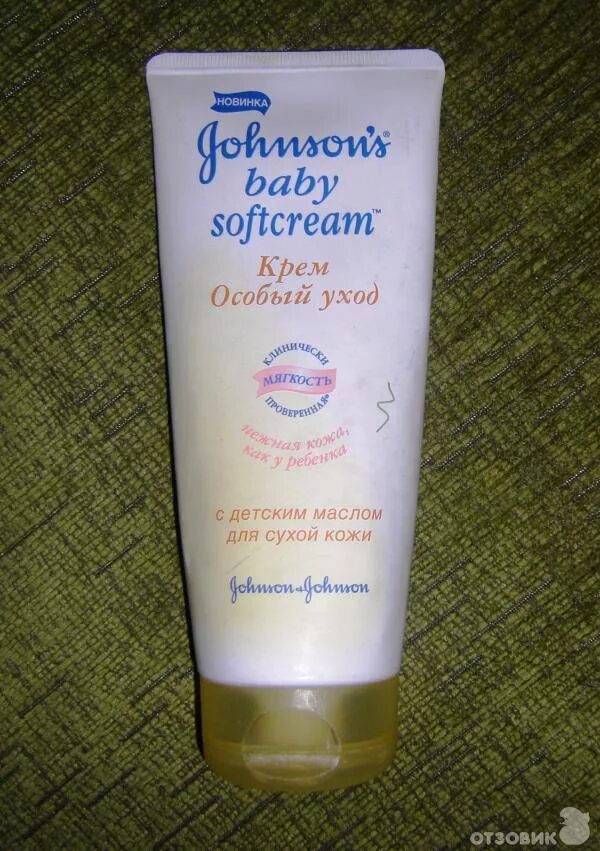 НОВИНКА
Johnson's®
baby
softcream™
Крем
Особый уход
КЛИНИЧЕСКИ
МЯГКОСТЬ
ПРОВЕРЕННАЯ*
нежная кожа,
как у ребенка
с детским маслом
для сухой кожи
Johnson & Johnson
ОТЗОВИК